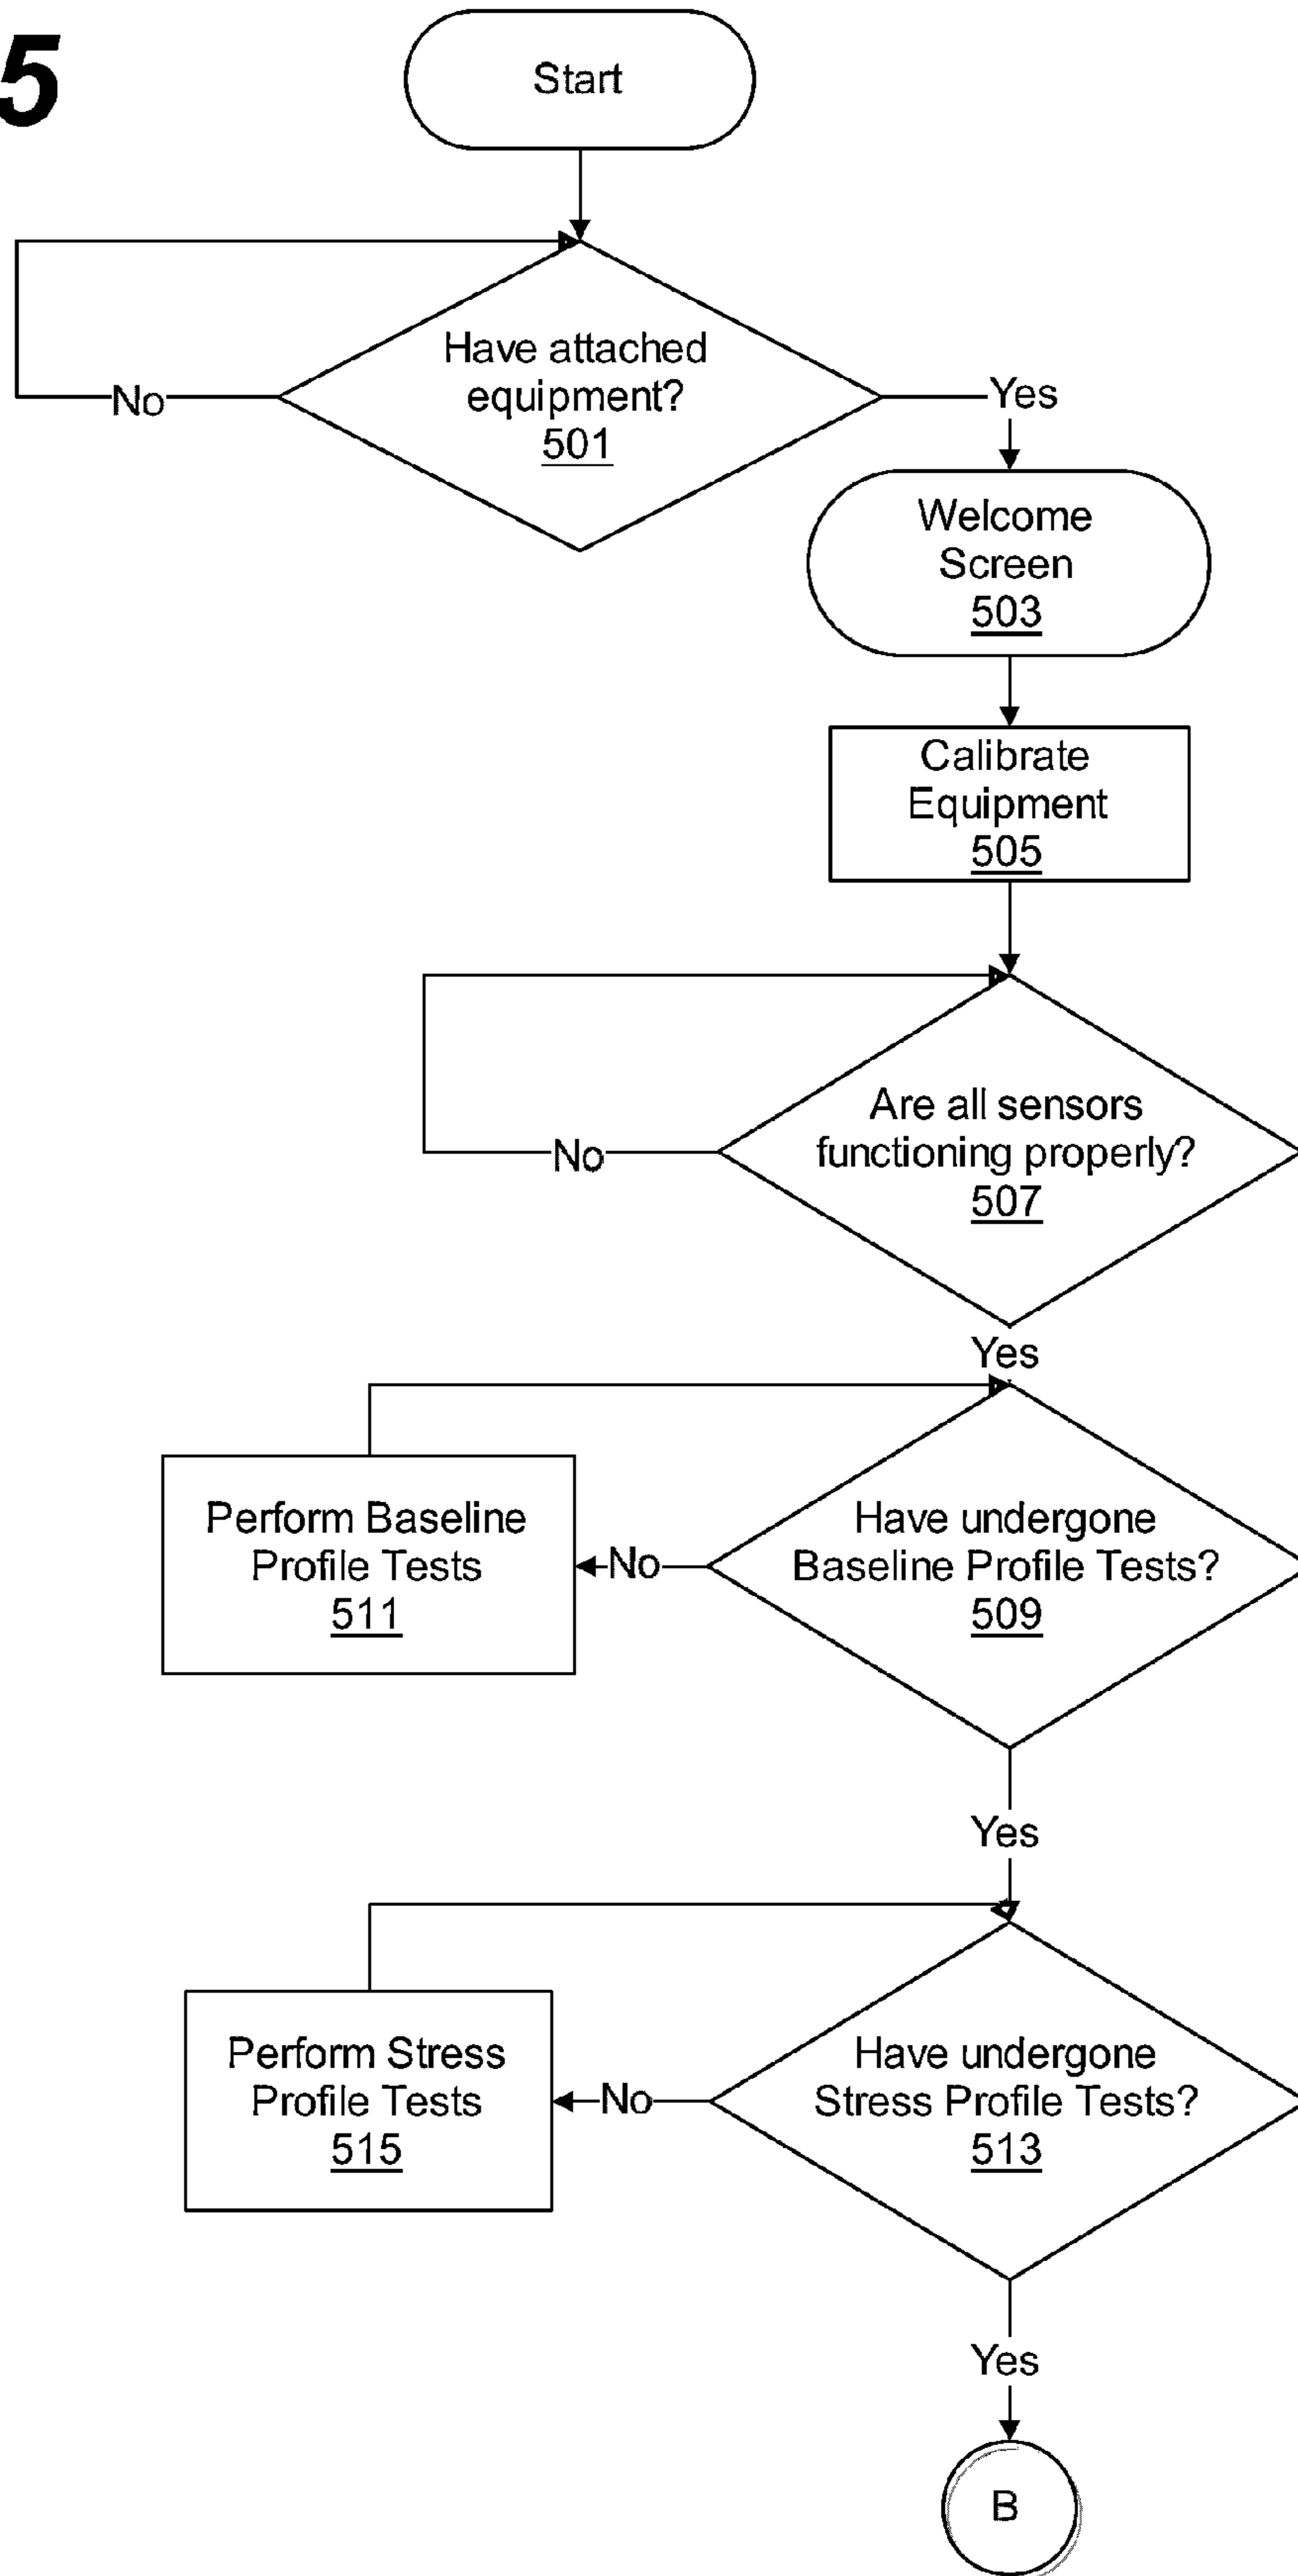 5
Start
Have attached
equipment?
501
No
Yes
Welcome
Screen
503
Calibrate
Equipment
505
Are all sensors
functioning properly?
507
No
Yes
Have undergone
Baseline Profile Tests?
509
No
Perform Baseline
Profile Tests
511
Yes
Have undergone
Stress Profile Tests?
513
No
Perform Stress
Profile Tests
515
Yes
B